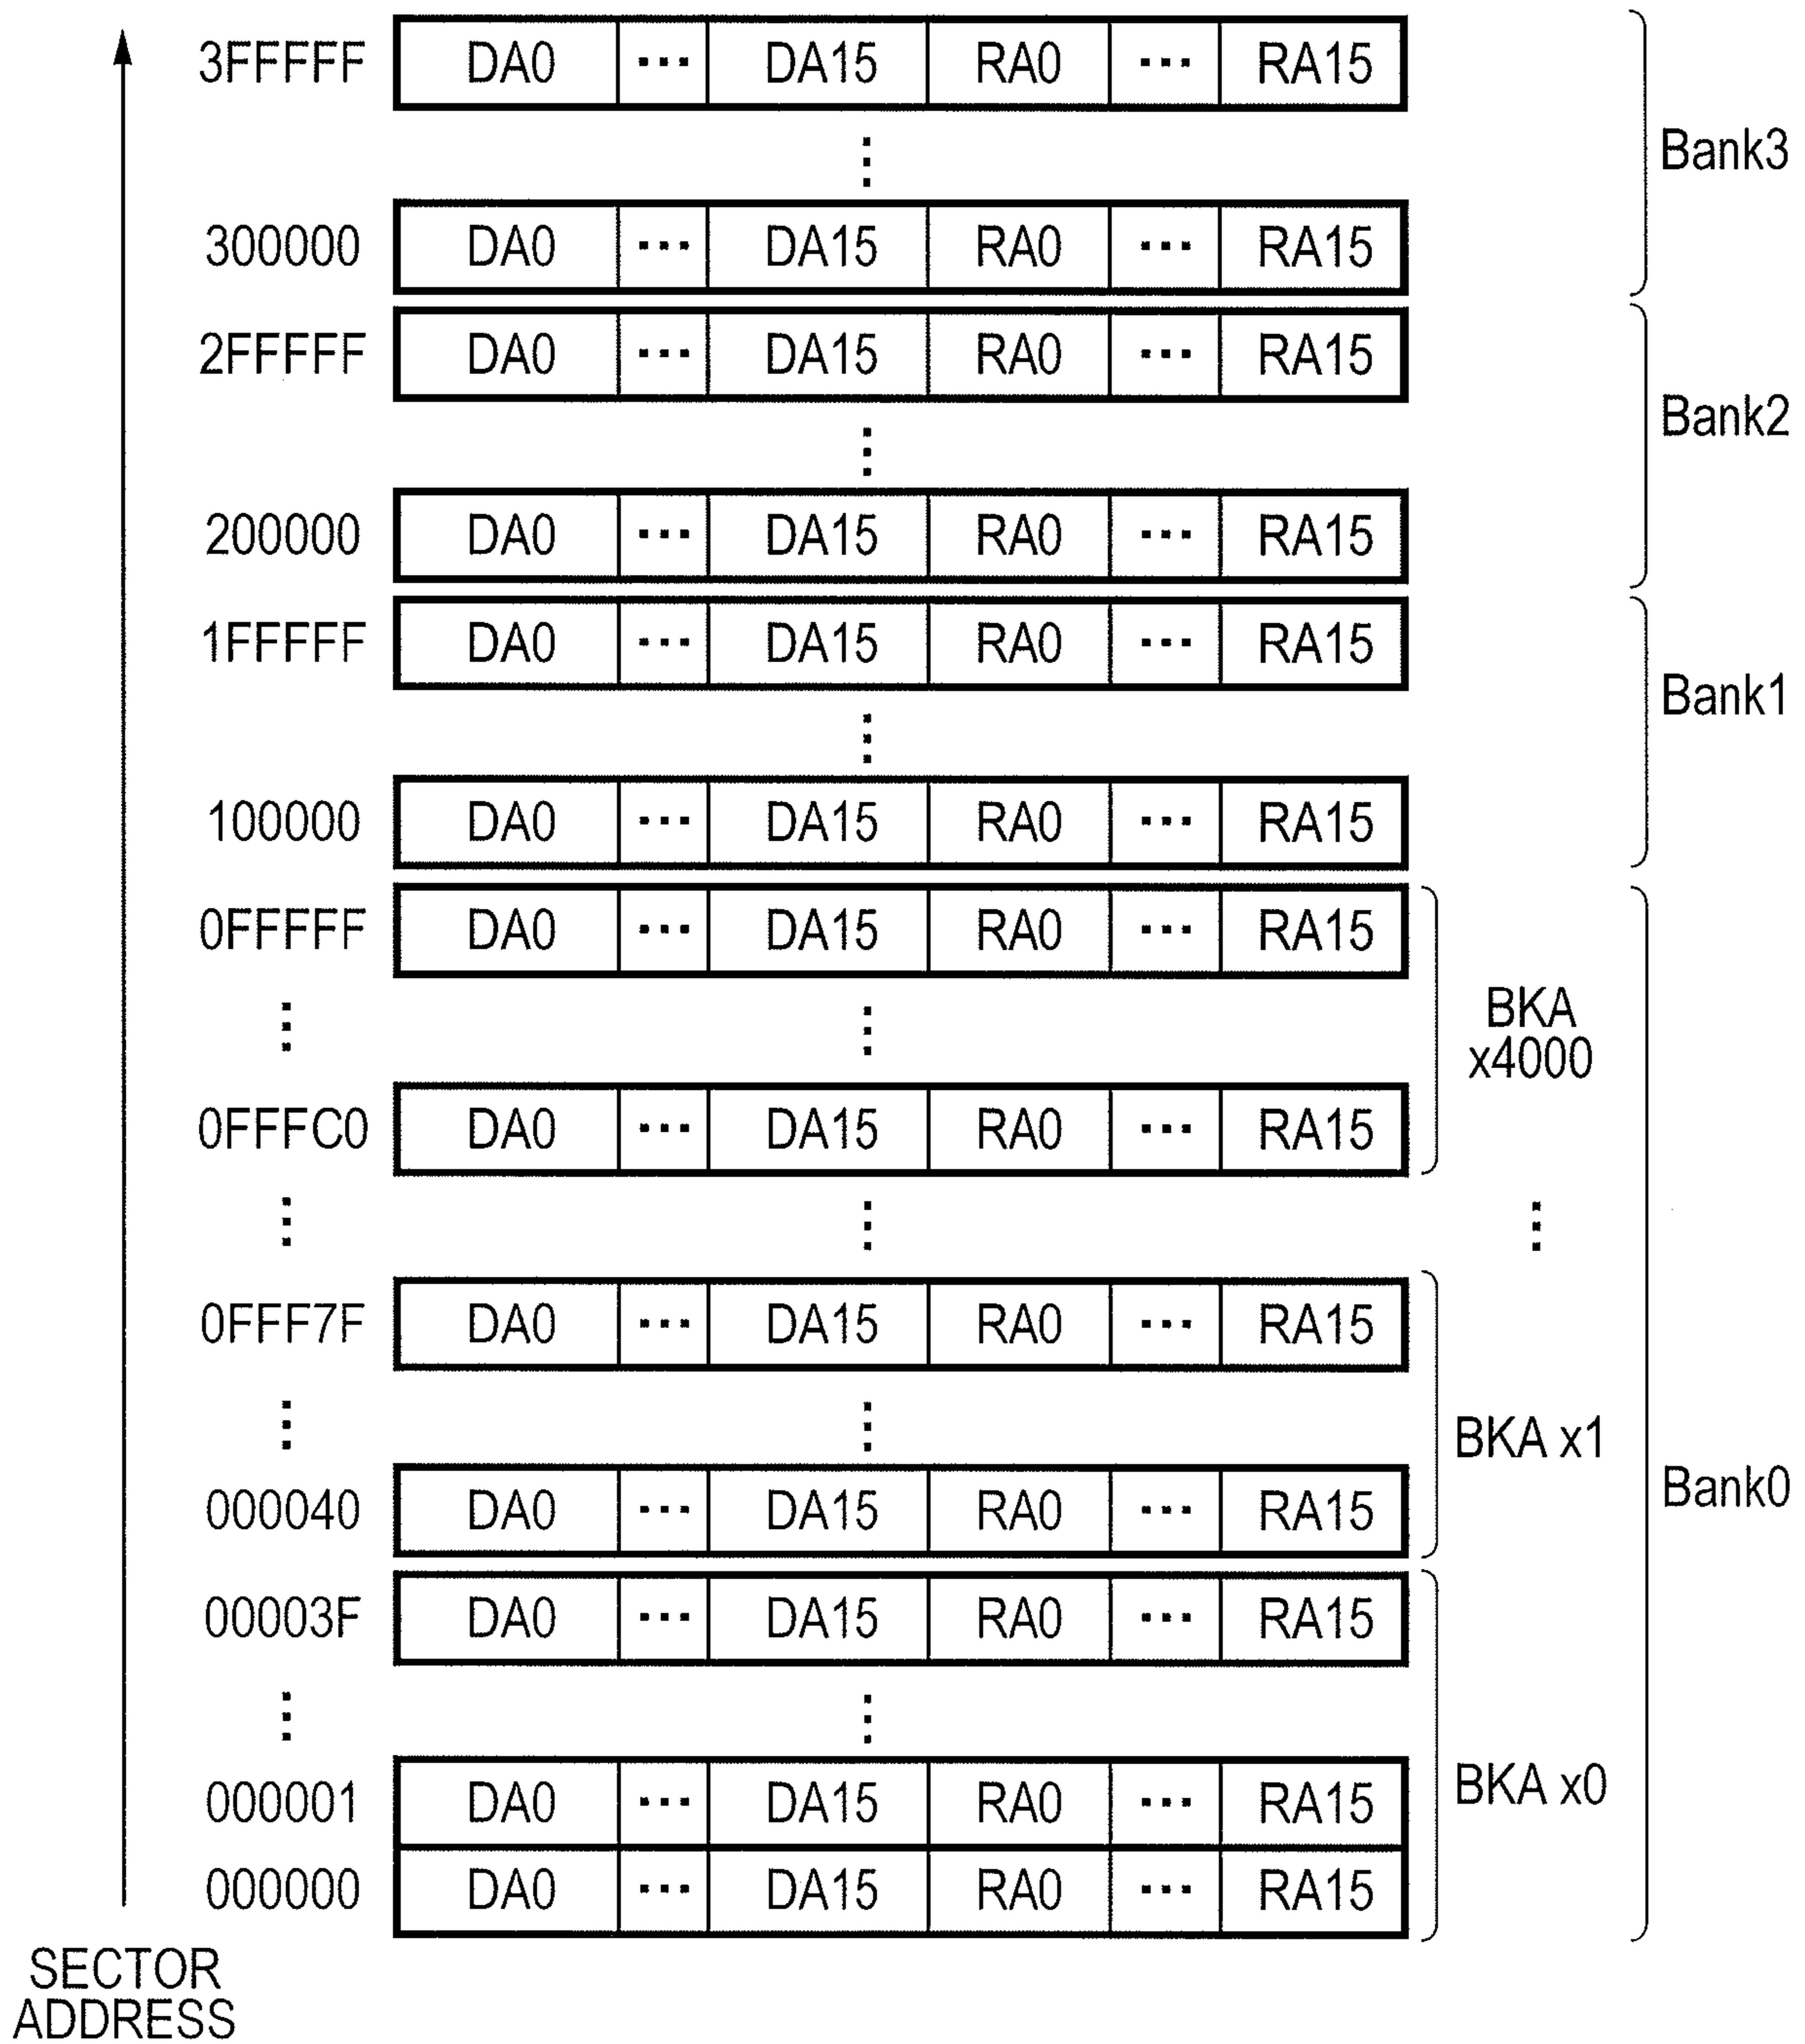 3FFFFF DA0 ... DA15 RA0 ... RA15
Bank3
300000 DA0 ... DA15 RA0 ... RA15
2FFFFF DA0 ... DA15 RA0 ... RA15
Bank2
200000 DA0 ... DA15 RA0 ... RA15
1FFFFF DA0 ... DA15 RA0 ... RA15
Bank1
100000 DA0 ... DA15 RA0 ... RA15
0FFFFF DA0 ... DA15 RA0 ... RA15
BKA
x4000
0FFFC0 DA0 ... DA15 RA0 ... RA15
0FFF7F DA0 ... DA15 RA0 ... RA15
BKA x1
Bank0
000040 DA0 ... DA15 RA0 ... RA15
00003F DA0 ... DA15 RA0 ... RA15
BKA x0
000001 DA0 ... DA15 RA0 ... RA15
000000 DA0 ... DA15 RA0 ... RA15
SECTOR
ADDRESS